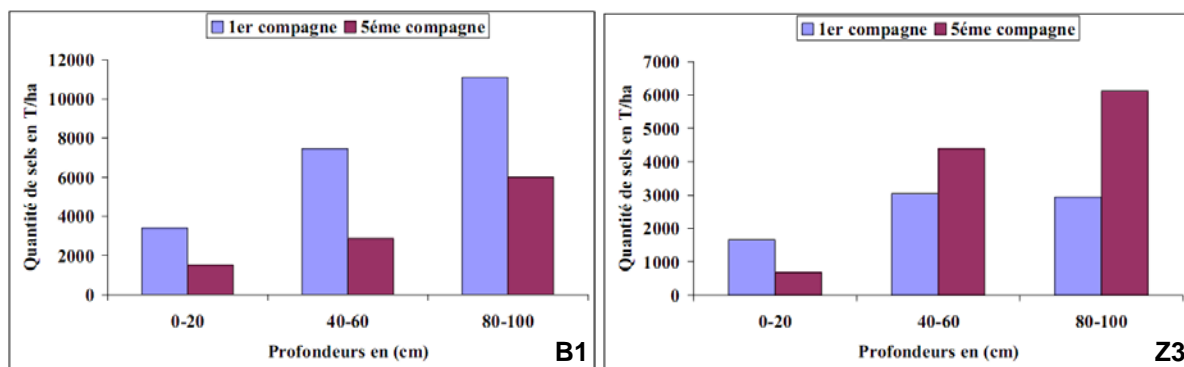 1er compagne 5éme compagne
Quantité de sels en T/ha
12000
10000
8000
6000
4000
2000
0
0-20 40-60 80-100
Profondeurs en (cm)
B1
1er compagne 5éme compagne
Quantité de sels en T/ha
7000
6000
5000
4000
3000
2000
1000
0
0-20 40-60 80-100
Profondeurs en (cm)
Z3